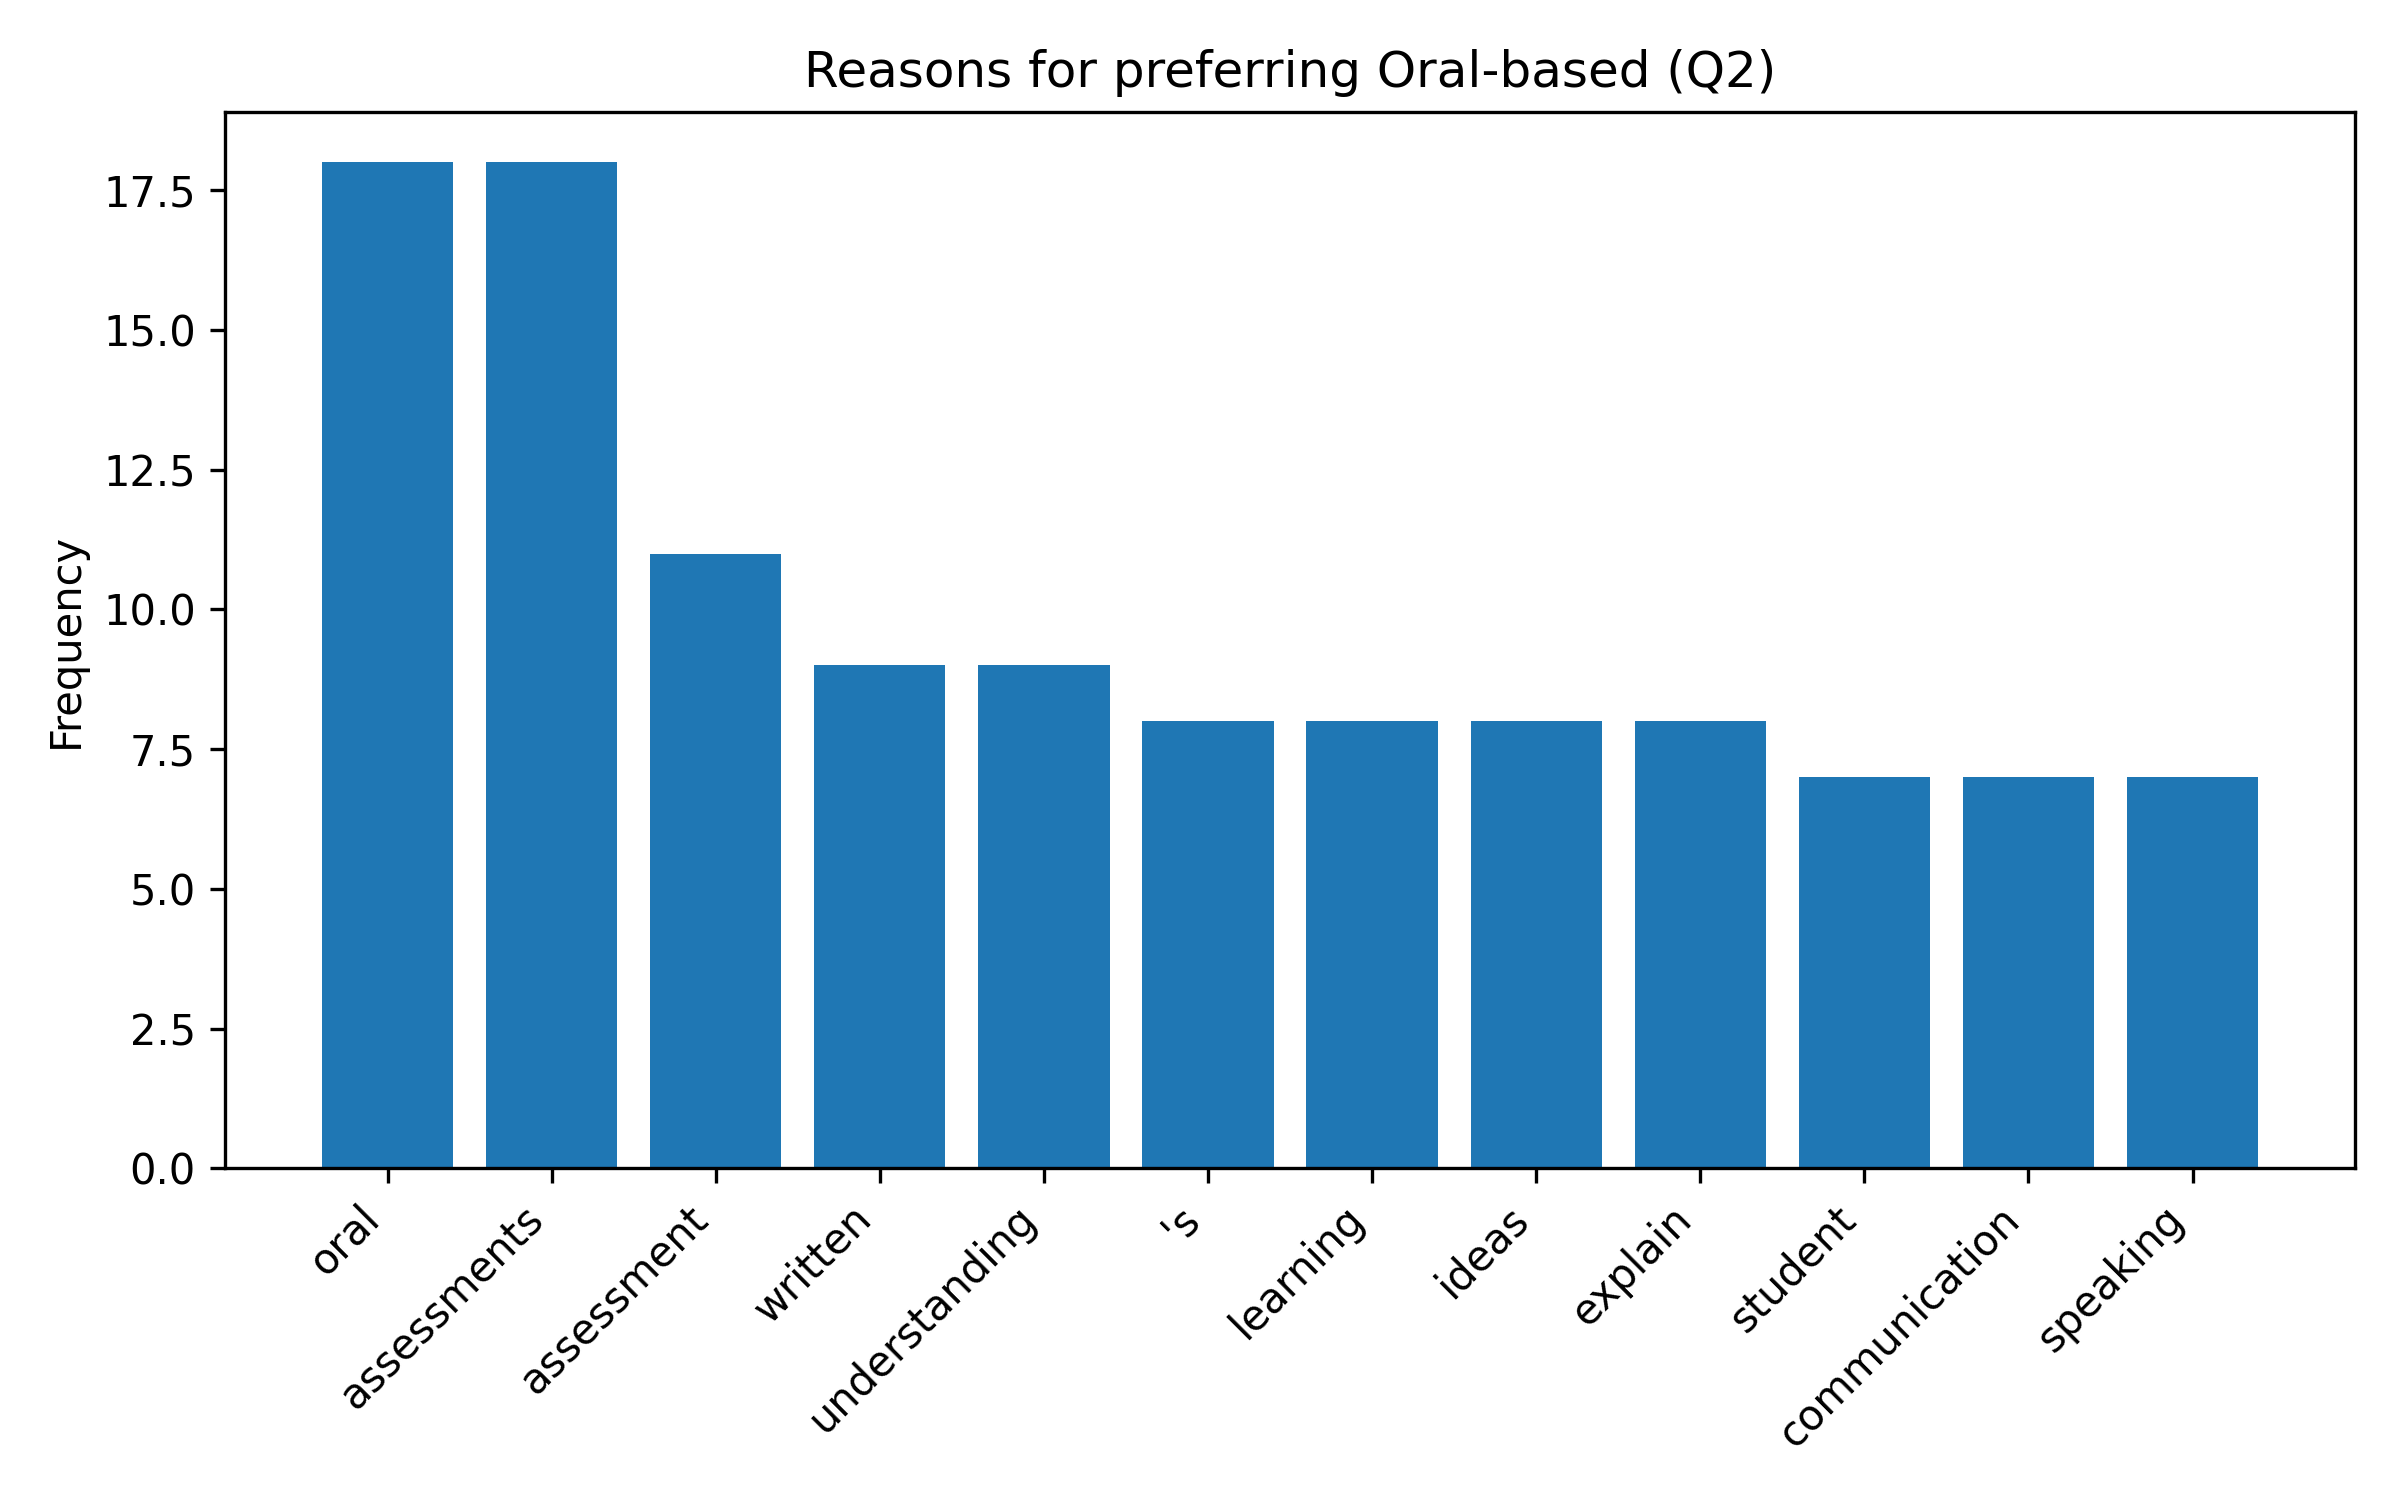 Reasons for preferring Oral-based (Q2)
Frequency
17.5
15.0
12.5
10.0
7.5
5.0
2.5
0.0
oral
assessments
assessment
written
understanding
's
learning
ideas
explain
student
communication
speaking